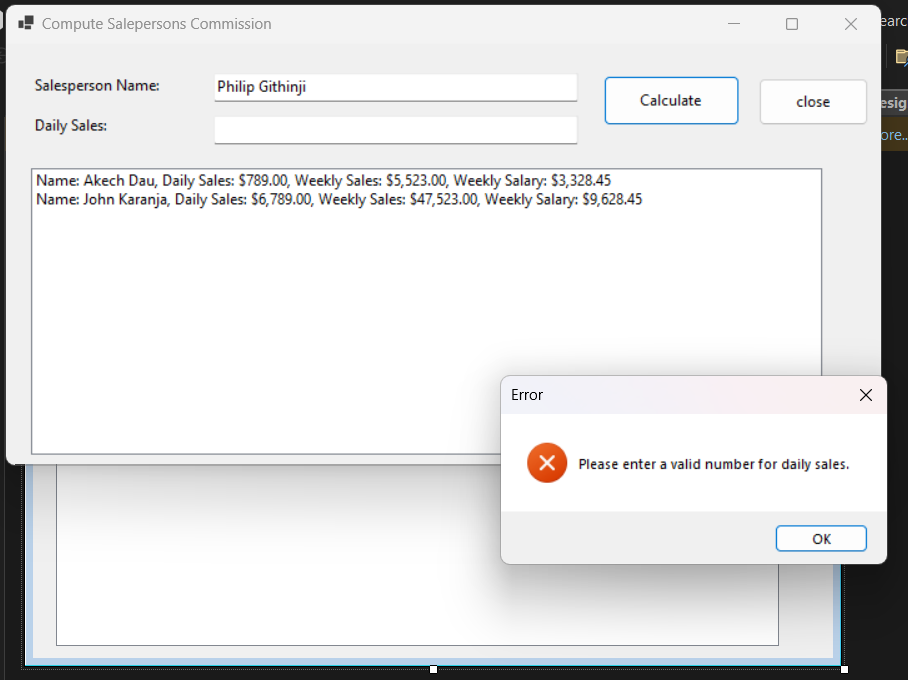 Compute Salepersons Commission
earc
Salesperson Name:
Philip Githinji
Calculate
close
esig
Daily Sales:
ore..
Name: Akech Dau, Daily Sales: $789.00, Weekly Sales: $5,523.00, Weekly Salary: $3,328.45
Name: John Karanja, Daily Sales: $6,789.00, Weekly Sales: $47,523.00, Weekly Salary: $9,628.45
Error
Please enter a valid number for daily sales.
OK